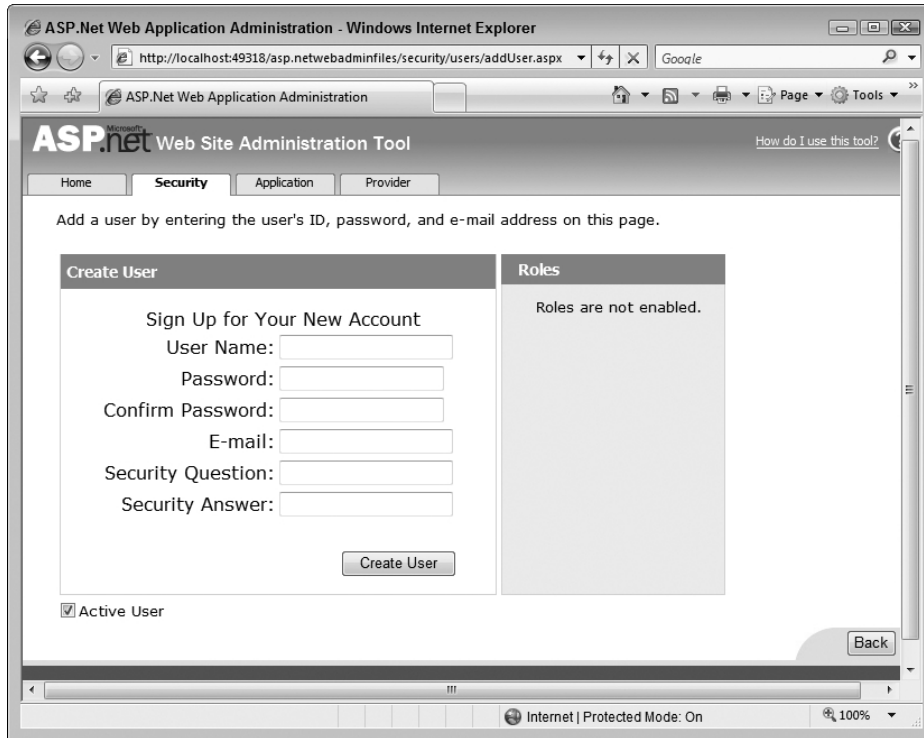 ASP.Net Web Application Administration - Windows Internet Explorer
http://localhost:49318/asp.netwebadminfiles/security/users/addUser.aspx
Google
ASP.Net Web Application Administration
Page
Tools
»
Microsoft
ASP.net Web Site Administration Tool
How do I use this tool?
?
Home
Security
Application
Provider
Add a user by entering the user's ID, password, and e-mail address on this page.
Create User
Roles
Sign Up for Your New Account
Roles are not enabled.
User Name:
Password:
Confirm Password:
E-mail:
Security Question:
Security Answer:
Create User
Active User
Back
Internet | Protected Mode: On
100%